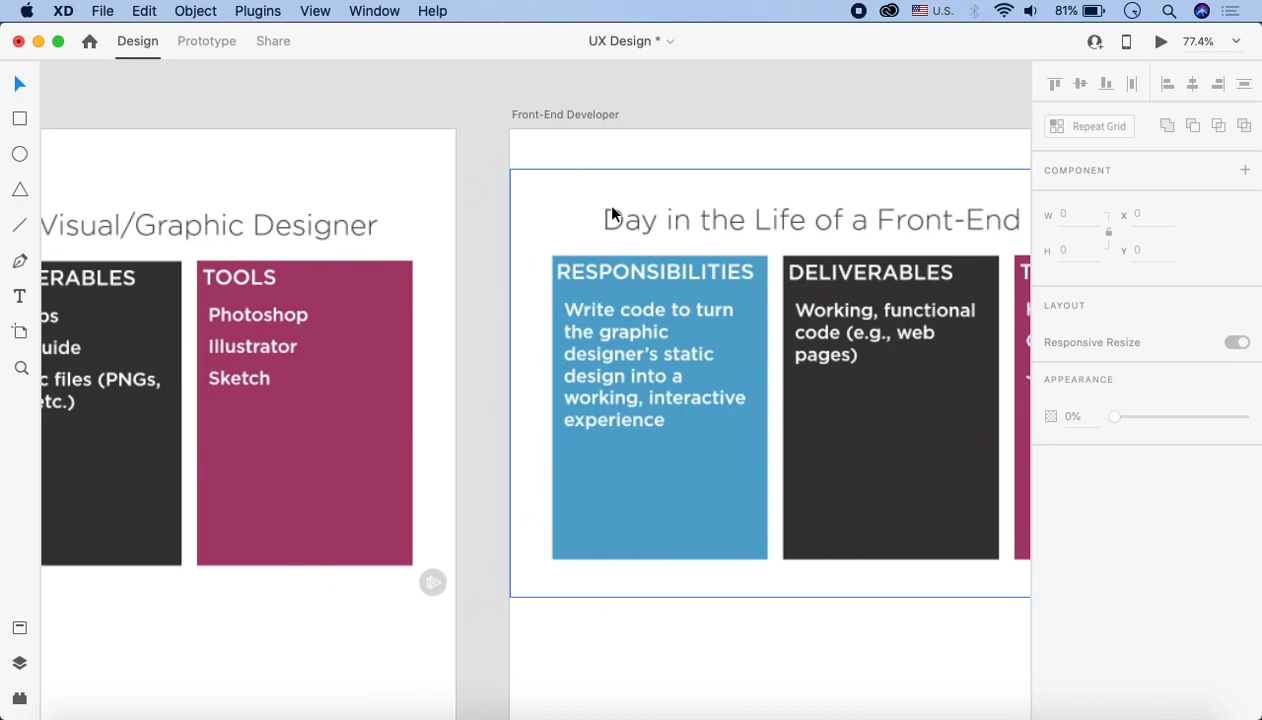 XD File Edit Object Plugins View Window Help U.S. 81%
Design Prototype Share UX Design * 77.4%
Front-End Developer
Visual/Graphic Designer
ERABLES
uide
c files (PNGs,
etc.)
TOOLS
Photoshop
Illustrator
Sketch
Day in the Life of a Front-End
RESPONSIBILITIES
Write code to turn
the graphic
designer's static
design into a
working, interactive
experience
DELIVERABLES
Working, functional
code (e.g., web
pages)
T
Repeat Grid
COMPONENT
W 0 X 0
H 0 Y 0
LAYOUT
Responsive Resize
APPEARANCE
0%